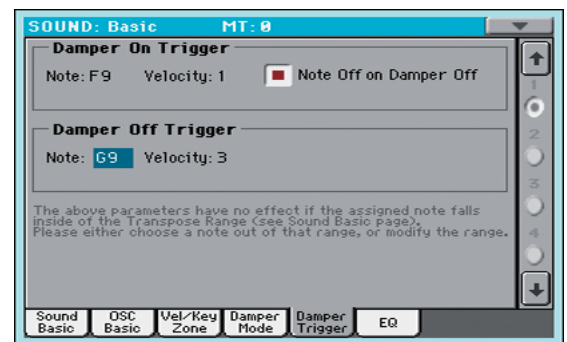 SOUND: Basic MT: 0
Damper On Trigger
Note: F9 Velocity: 1 Note Off on Damper Off
Damper Off Trigger
Note: G9 Velocity: 3
The above parameters have no effect if the assigned note falls
inside of the Transpose Range (see Sound Basic page).
Please either choose a note out of that range, or modify the range.
1
2
3
4
Sound Basic OSC Basic Vel/Key Zone Damper Mode Damper Trigger EQ